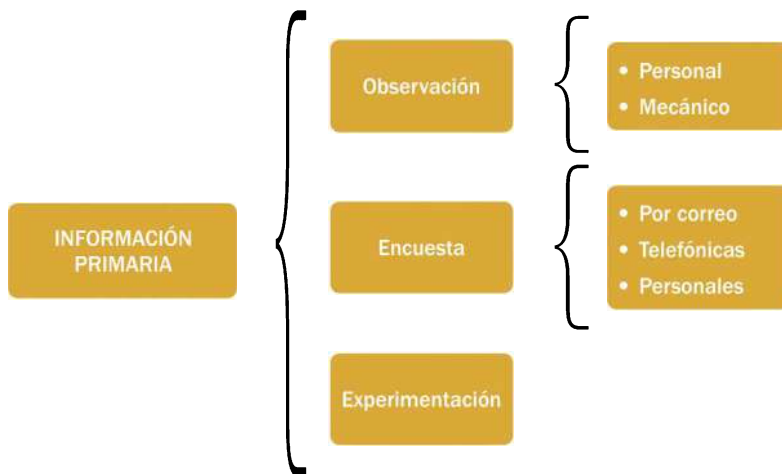 INFORMACIÓN
PRIMARIA
Observación
• Personal
• Mecánico
Encuesta
• Por correo
• Telefónicas
• Personales
Experimentación